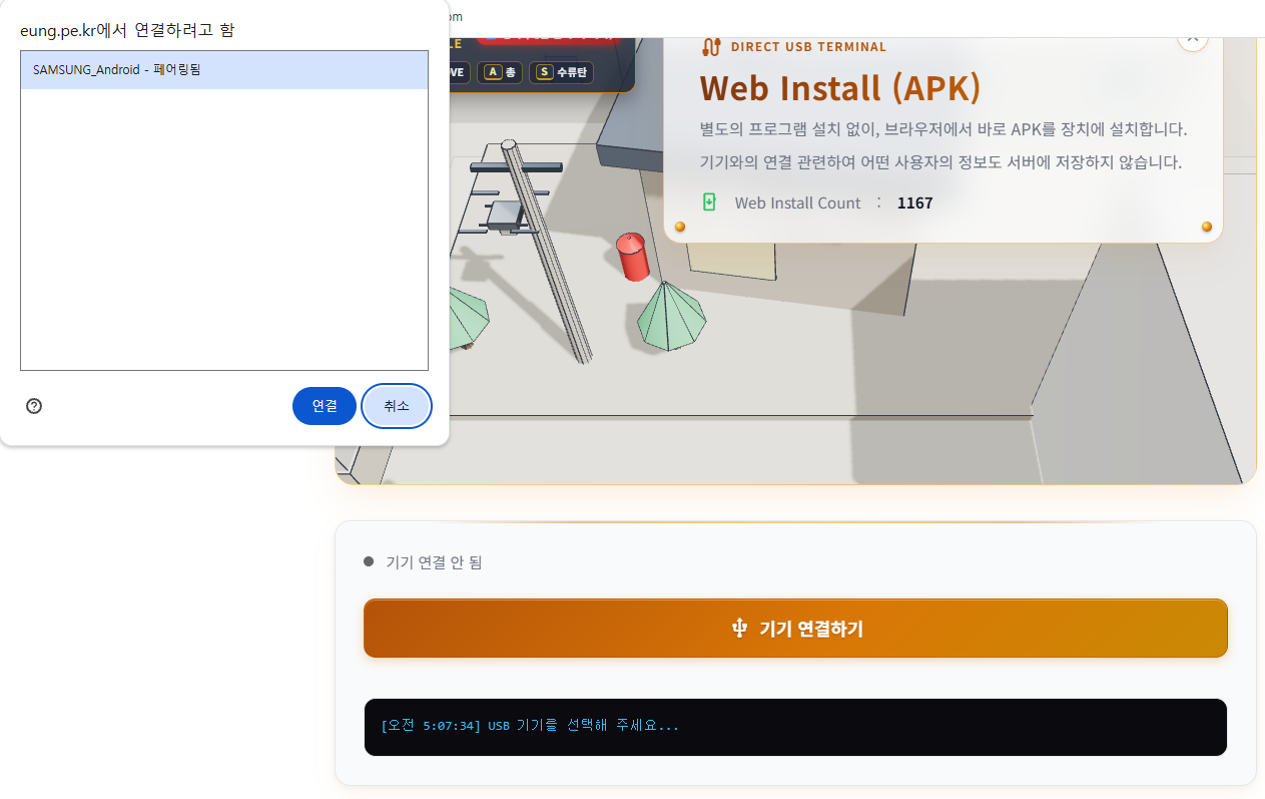 eung.pe.kr에서 연결하려고 함
SAMSUNG_Android - 페어링됨
연결
취소
om
LE
VE
A 총
S 수류탄
DIRECT USB TERMINAL
Web Install (APK)
별도의 프로그램 설치 없이, 브라우저에서 바로 APK를 장치에 설치합니다.
기기와의 연결 관련하여 어떤 사용자의 정보도 서버에 저장하지 않습니다.
Web Install Count : 1167
기기 연결 안 됨
기기 연결하기
[오전 5:07:34] USB 기기를 선택해 주세요...